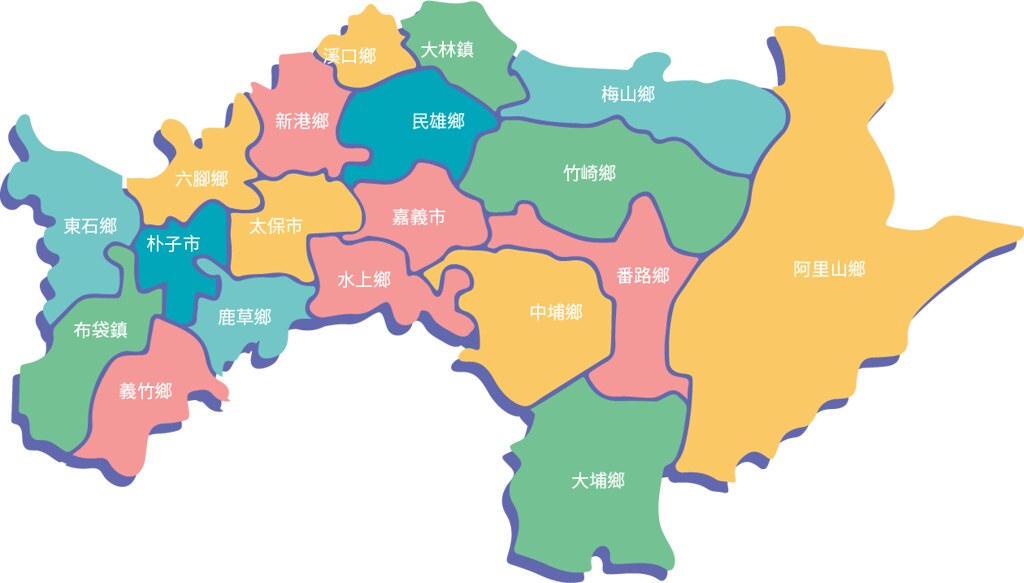 溪口鄉
大林鎮
梅山鄉
新港鄉
民雄鄉
竹崎鄉
六腳鄉
東石鄉
朴子市
太保市
嘉義市
水上鄉
番路鄉
阿里山鄉
中埔鄉
鹿草鄉
布袋鎮
義竹鄉
大埔鄉